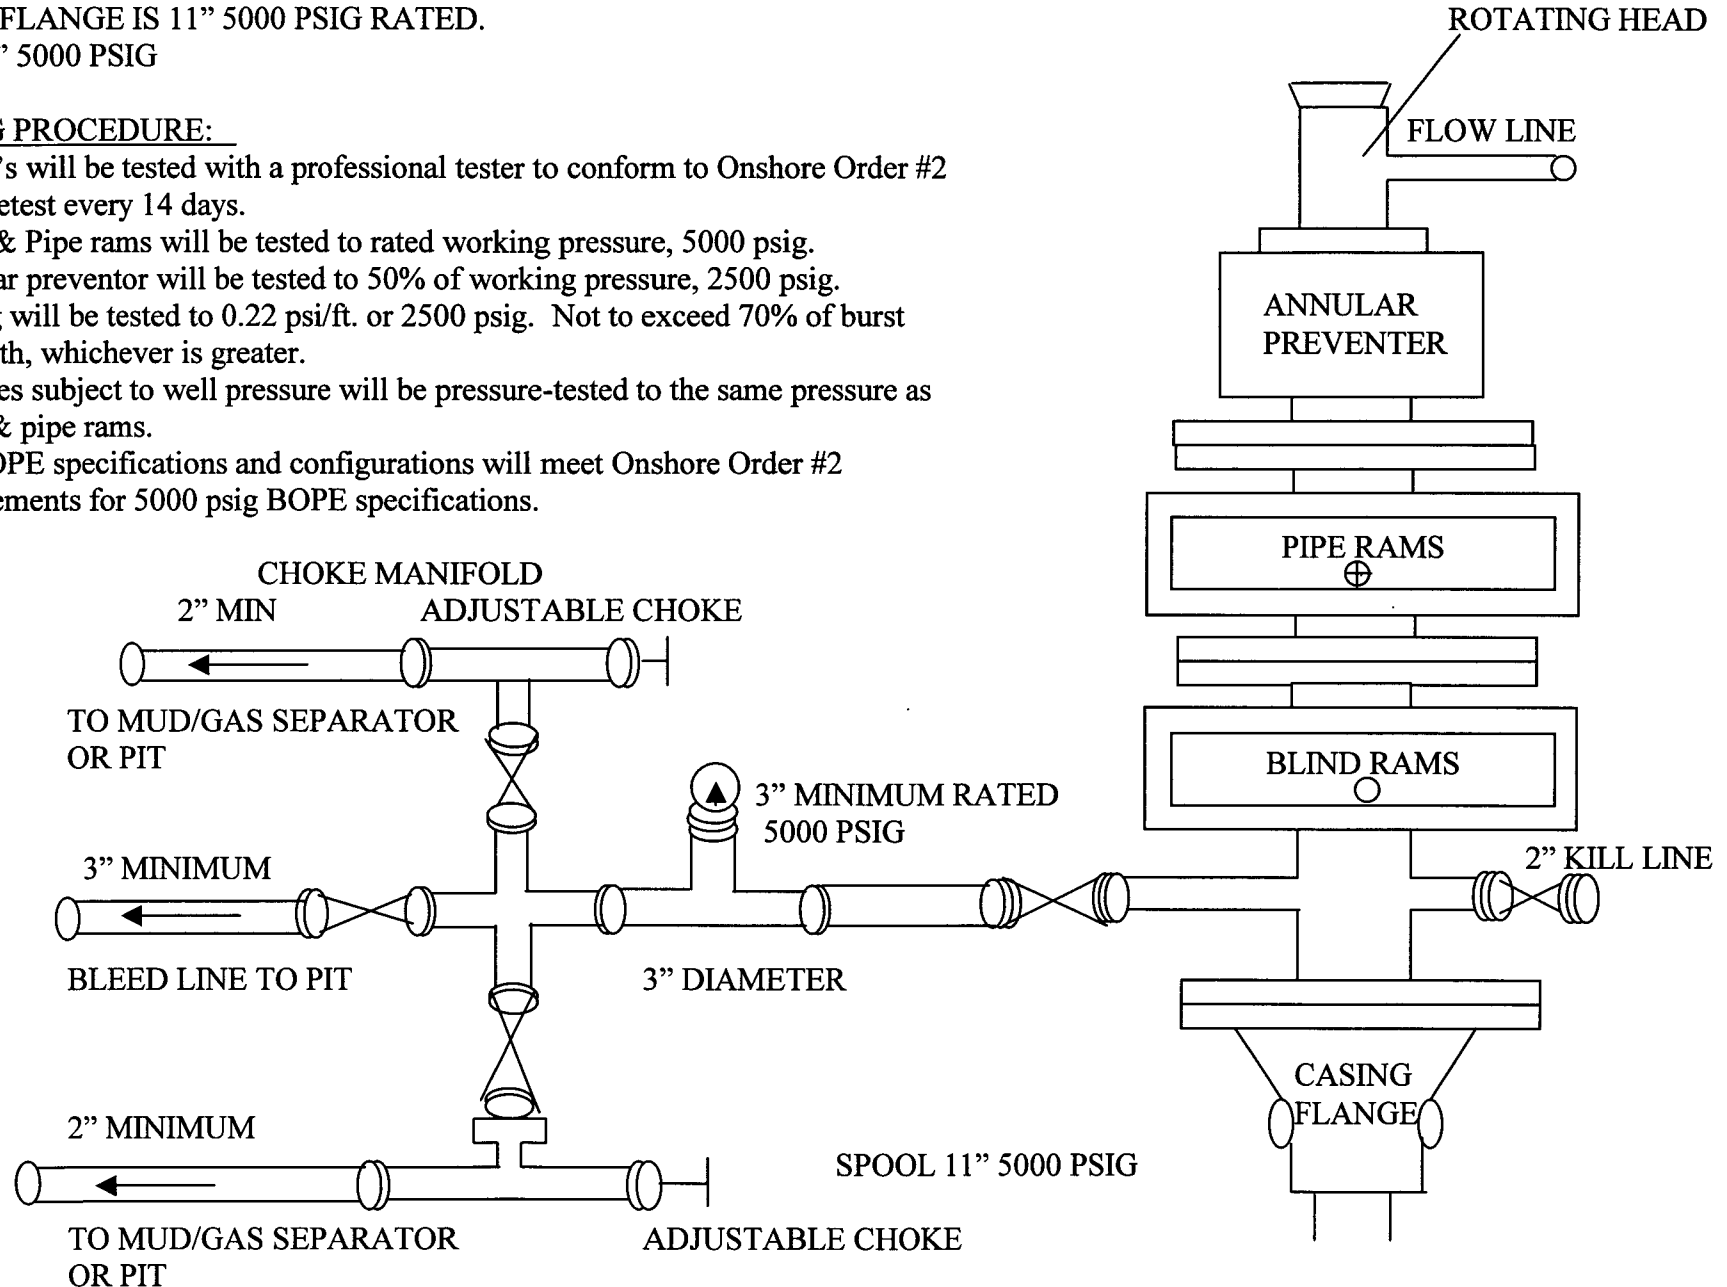 FLANGE IS 11” 5000 PSIG RATED.
” 5000 PSIG
G PROCEDURE:
’s will be tested with a professional tester to conform to Onshore Order #2
etest every 14 days.
& Pipe rams will be tested to rated working pressure, 5000 psig.
ar preventor will be tested to 50% of working pressure, 2500 psig.
will be tested to 0.22 psi/ft. or 2500 psig. Not to exceed 70% of burst
th, whichever is greater.
es subject to well pressure will be pressure-tested to the same pressure as
& pipe rams.
OPE specifications and configurations will meet Onshore Order #2
ements for 5000 psig BOPE specifications.
ROTATING HEAD
FLOW LINE
ANNULAR
PREVENTER
PIPE RAMS
BLIND RAMS
2” KILL LINE
CASING
FLANGE
CHOKE MANIFOLD
2” MIN
ADJUSTABLE CHOKE
TO MUD/GAS SEPARATOR
OR PIT
3” MINIMUM RATED
5000 PSIG
3” MINIMUM
BLEED LINE TO PIT
3” DIAMETER
2” MINIMUM
SPOOL 11” 5000 PSIG
TO MUD/GAS SEPARATOR
OR PIT
ADJUSTABLE CHOKE